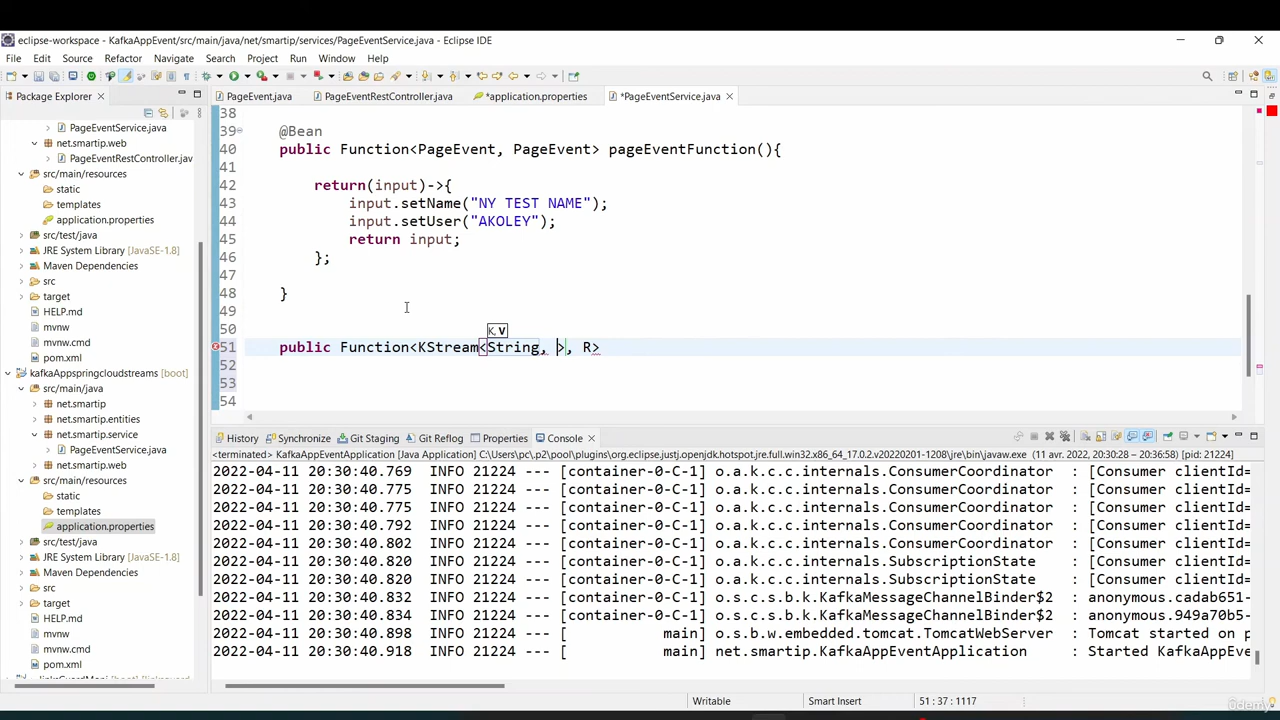 eclipse-workspace - KafkaAppEvent/src/main/java/net/smartip/services/PageEventService.java - Eclipse IDE
File Edit Source Refactor Navigate Search Project Run Window Help
Package Explorer
PageEvent.java PageEventRestController.java *application.properties *PageEventService.java
PageEventService.java
net.smartip.web
PageEventRestController.jav
src/main/resources
static
templates
application.properties
src/test/java
JRE System Library [JavaSE-1.8]
Maven Dependencies
src
target
HELP.md
mvnw
mvnw.cmd
pom.xml
kafkaAppspringcloudstreams [boot]
src/main/java
net.smartip
net.smartip.entities
net.smartip.service
PageEventService.java
net.smartip.web
src/main/resources
static
templates
application.properties
src/test/java
JRE System Library [JavaSE-1.8]
Maven Dependencies
src
target
HELP.md
mvnw
mvnw.cmd
pom.xml
38
39 @Bean
40 public Function<PageEvent, PageEvent> pageEventFunction(){
41
42 return(input)->{
43 input.setName("NY TEST NAME");
44 input.setUser("AKOLEY");
45 return input;
46 };
47
48 }
49
50
K, V
51 public Function<KStream<String, >, R>
52
53
54
History Synchronize Git Staging Git Reflog Properties Console
<terminated> KafkaAppEventApplication [Java Application] C:\Users\pc\.p2\pool\plugins\org.eclipse.justj.openjdk.hotspot.jre.full.win32.x86_64_17.0.2.v20220201-1208\jre\bin\javaw.exe (11 avr. 2022, 20:30:28 – 20:36:58) [pid: 21224]
2022-04-11 20:30:40.769 INFO 21224 --- [container-0-C-1] o.a.k.c.c.internals.ConsumerCoordinator : [Consumer clientId=
2022-04-11 20:30:40.775 INFO 21224 --- [container-0-C-1] o.a.k.c.c.internals.ConsumerCoordinator : [Consumer clientId=
2022-04-11 20:30:40.775 INFO 21224 --- [container-0-C-1] o.a.k.c.c.internals.ConsumerCoordinator : [Consumer clientId=
2022-04-11 20:30:40.792 INFO 21224 --- [container-0-C-1] o.a.k.c.c.internals.ConsumerCoordinator : [Consumer clientId=
2022-04-11 20:30:40.802 INFO 21224 --- [container-0-C-1] o.a.k.c.c.internals.ConsumerCoordinator : [Consumer clientId=
2022-04-11 20:30:40.820 INFO 21224 --- [container-0-C-1] o.a.k.c.c.internals.SubscriptionState : [Consumer clientId=
2022-04-11 20:30:40.820 INFO 21224 --- [container-0-C-1] o.a.k.c.c.internals.SubscriptionState : [Consumer clientId=
2022-04-11 20:30:40.832 INFO 21224 --- [container-0-C-1] o.s.c.s.b.k.KafkaMessageChannelBinder$2 : anonymous.cadab651-
2022-04-11 20:30:40.834 INFO 21224 --- [container-0-C-1] o.s.c.s.b.k.KafkaMessageChannelBinder$2 : anonymous.949a70b5-
2022-04-11 20:30:40.898 INFO 21224 --- [ main] o.s.b.w.embedded.tomcat.TomcatWebServer : Tomcat started on p
2022-04-11 20:30:40.918 INFO 21224 --- [ main] net.smartip.KafkaAppEventApplication : Started KafkaAppEve
Writable Smart Insert 51 : 37 : 1117
Udemy